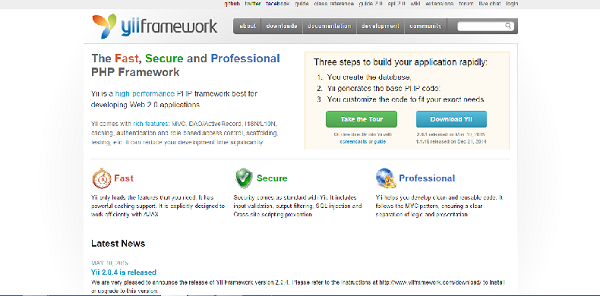 github twitter facebook guide class reference guide 2.0 api 2.0 wiki extensions forum live chat login
yiiframework
about downloads documentation development community
The Fast, Secure and Professional
PHP Framework
Yii is a high-performance PHP framework best for
developing Web 2.0 applications.
Yii comes with rich features: MVC, DAO/ActiveRecord, I18N/L10N,
caching, authentication and role-based access control, scaffolding,
testing, etc. It can reduce your development time significantly.
Three steps to build your application rapidly:
1. You create the database;
2. Yii generates the base PHP code;
3. You customize the code to fit your exact needs.
Take the Tour
Download Yii
screencasts or guide
2.0.4 released on May 10, 2015
released on Dec 21, 2014
Fast
Yii only loads the features that you need. It has
powerful caching support. It is explicitly designed to
work efficiently with AJAX.
Secure
Security comes as standard with Yii. It includes
input validation, output filtering, SQL injection and
Cross-site scripting prevention.
Professional
Yii helps you develop clean and reusable code. It
follows the MVC pattern, ensuring a clear
separation of logic and presentation.
Latest News
MAY 10, 2015
Yii 2.0.4 is released
We are very pleased to announce the release of Yii Framework version 2.0.4. Please refer to the instructions at http://www.yiiframework.com/download/ to install
or upgrade to this version.